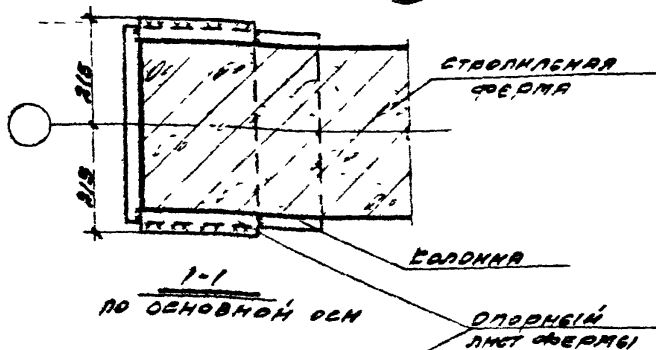 215
стропильная
ферма
215
колонна
1-1
по основной оси
опорный
лист фермы